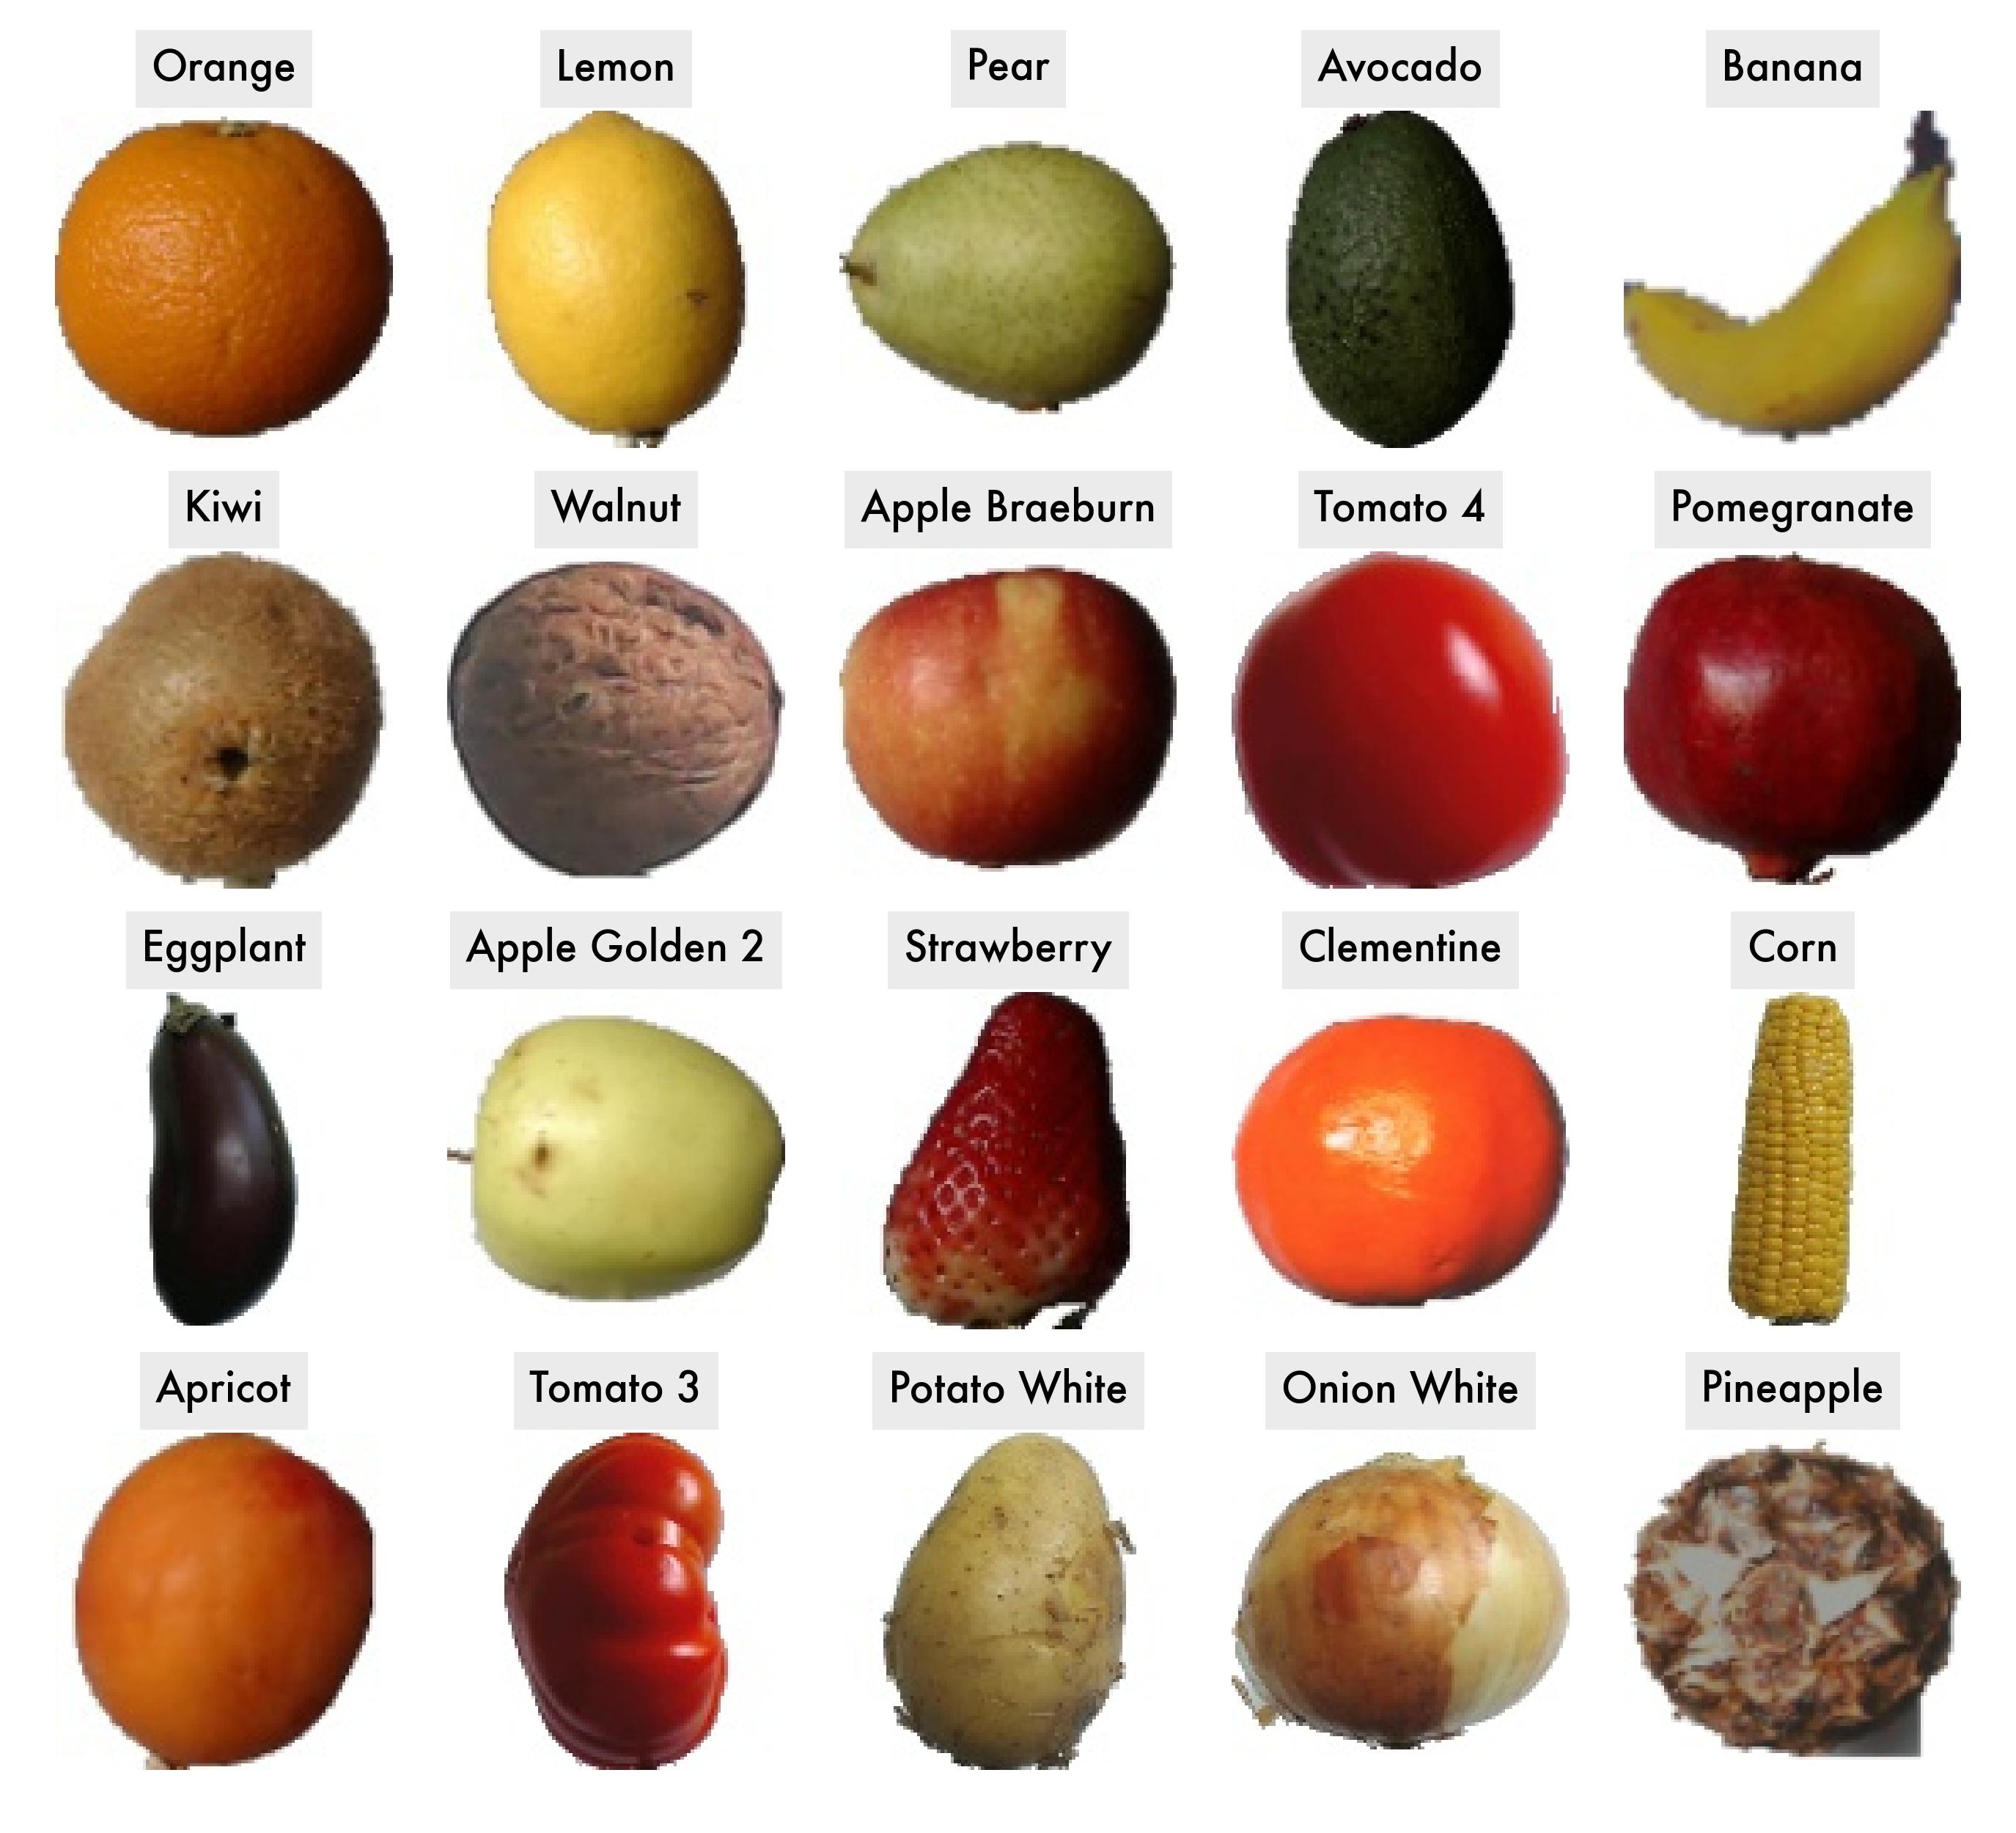 Orange
Lemon
Pear
Avocado
Banana
Kiwi
Walnut
Apple Braeburn
Tomato 4
Pomegranate
Eggplant
Apple Golden 2
Strawberry
Clementine
Corn
Apricot
Tomato 3
Potato White
Onion White
Pineapple